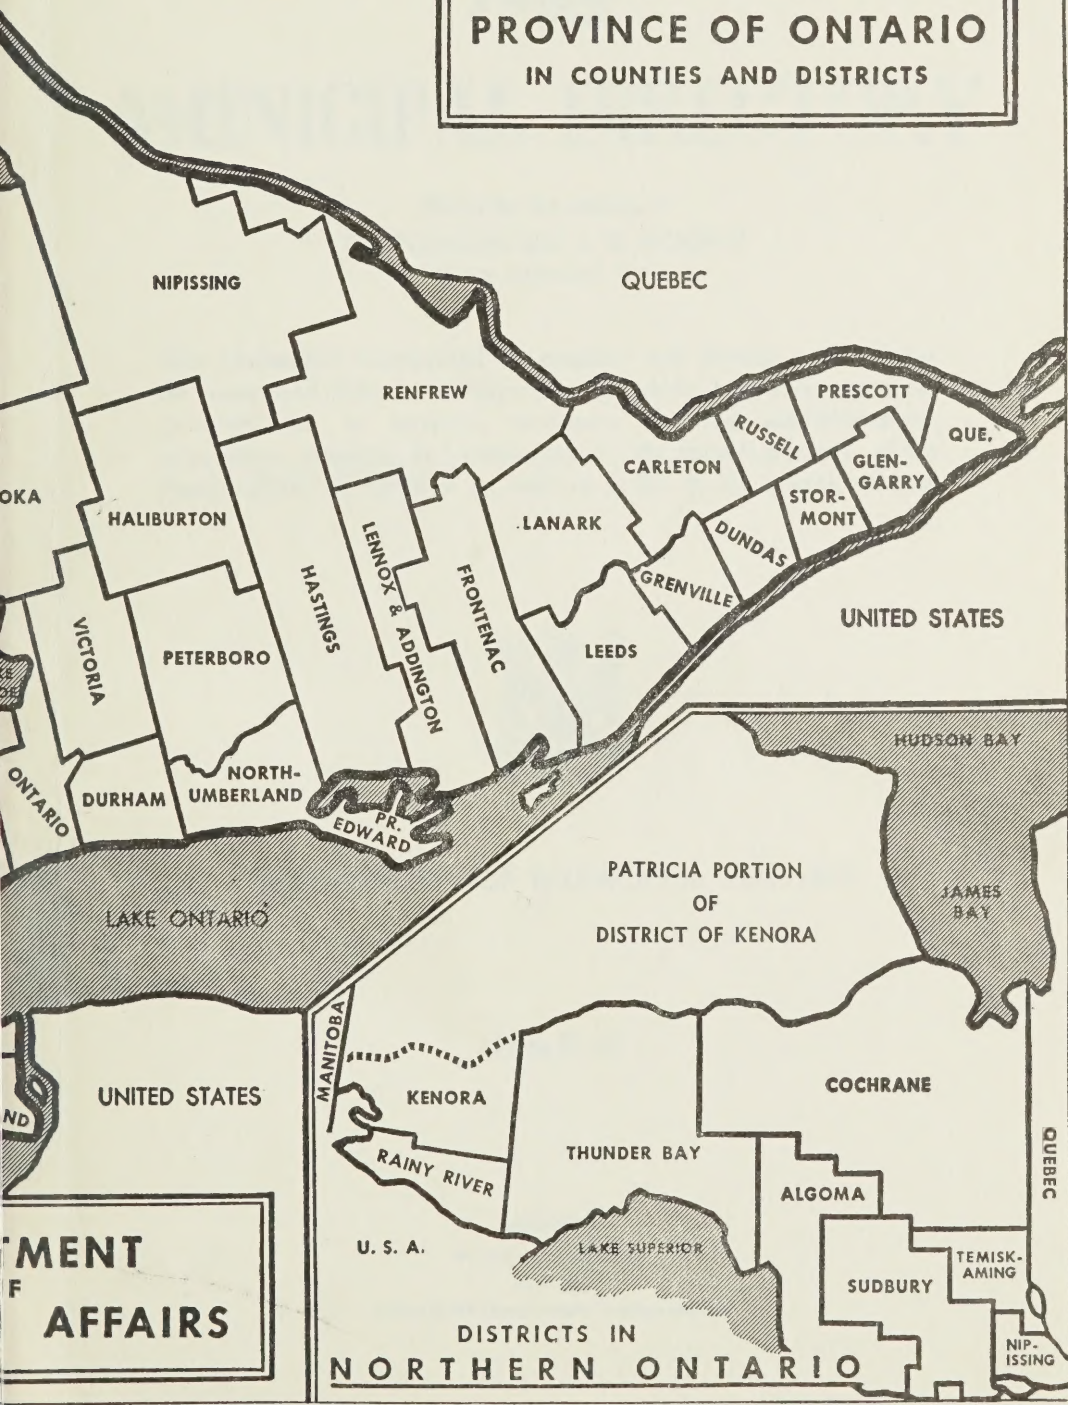 PROVINCE OF ONTARIO
IN COUNTIES AND DISTRICTS
NIPISSING
QUEBEC
RENFREW
PRESCOTT
RUSSELL
QUE.
CARLETON
GLEN-
GARRY
STOR-
MONT
OKA
HALIBURTON
LANARK
DUNDAS
LENNOX & ADDINGTON
HASTINGS
FRONTENAC
GRENVILLE
UNITED STATES
VICTORIA
PETERBORO
LEEDS
HUDSON BAY
ONTARIO
DURHAM
NORTH-
UMBERLAND
PR.
EDWARD
PATRICIA PORTION
OF
DISTRICT OF KENORA
JAMES
BAY
LAKE ONTARIO
MANITOBA
UNITED STATES
KENORA
COCHRANE
ND
QUEBEC
THUNDER BAY
RAINY RIVER
ALGOMA
U. S. A.
LAKE SUPERIOR
TEMISK-
AMING
SUDBURY
TMENT
F
AFFAIRS
NIP-
ISSING
DISTRICTS IN
NORTHERN ONTARIO